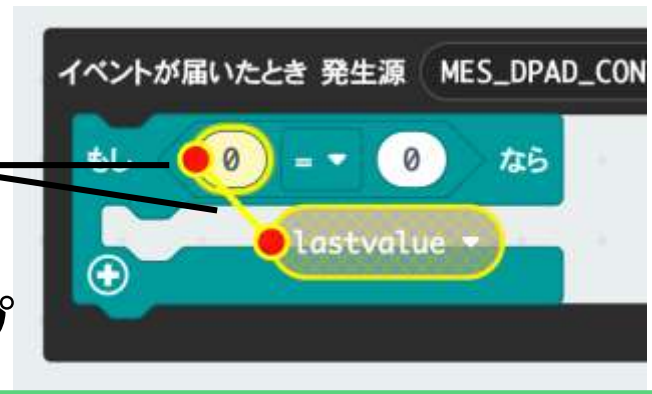 イベントが届いたとき 発生源 MES_DPAD_CON
もし 0 = 0 なら
lastvalue